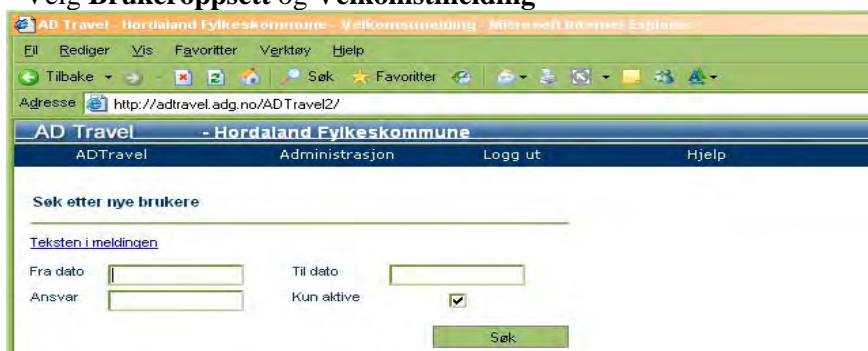 Velg Brukeroppsett og Velkomstmelding
AD Travel - Hordaland Fylkeskommune - Velkomstmelding - Microsoft Internet Explorer
Fil Rediger Vis Favoritter Verktøy Hjelp
Tilbake Søk Favoritter
Adresse http://adtravel.adg.no/ADTravel2/
AD Travel - Hordaland Fylkeskommune
ADTravel Administrasjon Logg ut Hjelp
Søk etter nye brukere
Teksten i meldingen
Fra dato Til dato
Ansvar Kun aktive
Søk